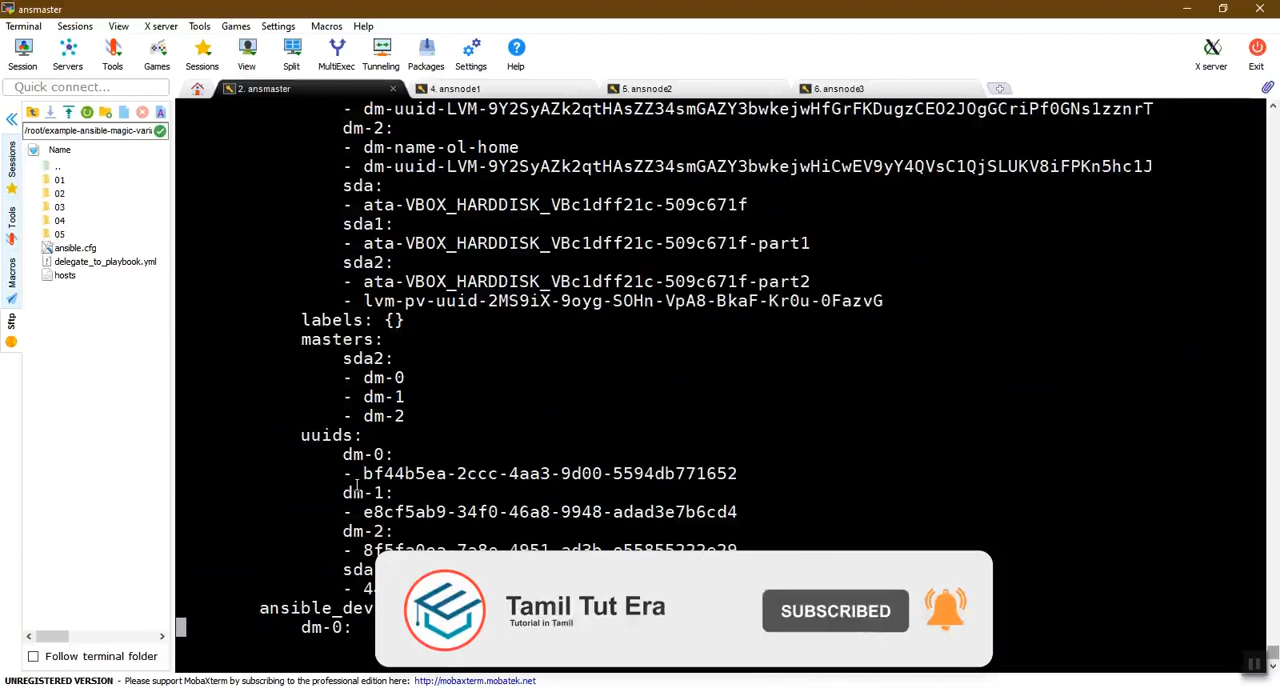 ansmaster
Terminal Sessions View X server Tools Games Settings Macros Help
Session Servers Tools Games Sessions View Split MultiExec Tunneling Packages Settings Help X server Exit
Quick connect...
2. ansmaster 4. ansnode1 5. ansnode2 6. ansnode3
/root/example-ansible-magic-vari
Name
..
01
02
03
04
05
ansible.cfg
delegate_to_playbook.yml
hosts
Sessions
Tools
Macros
Sftp
- dm-uuid-LVM-9Y2SyAZk2qtHAsZZ34smGAZY3bwkejwHfGrFKDugzCEO2JOgGCriPf0GNs1zznrT
dm-2:
- dm-name-ol-home
- dm-uuid-LVM-9Y2SyAZk2qtHAsZZ34smGAZY3bwkejwHiCwEV9yY4QVsC1QjSLUKV8iFPKn5hc1J
sda:
- ata-VBOX_HARDDISK_VBc1dff21c-509c671f
sda1:
- ata-VBOX_HARDDISK_VBc1dff21c-509c671f-part1
sda2:
- ata-VBOX_HARDDISK_VBc1dff21c-509c671f-part2
- lvm-pv-uuid-2MS9iX-9oyg-SOHn-VpA8-BkaF-Kr0u-0FazvG
labels: {}
masters:
sda2:
- dm-0
- dm-1
- dm-2
uuids:
dm-0:
- bf44b5ea-2ccc-4aa3-9d00-5594db771652
dm-1:
- e8cf5ab9-34f0-46a8-9948-adad3e7b6cd4
dm-2:
ansible_dev
dm-0:
Tamil Tut Era
Tutorial in Tamil
SUBSCRIBED
Follow terminal folder
UNREGISTERED VERSION - Please support MobaXterm by subscribing to the professional edition here: http://mobaxterm.mobatek.net